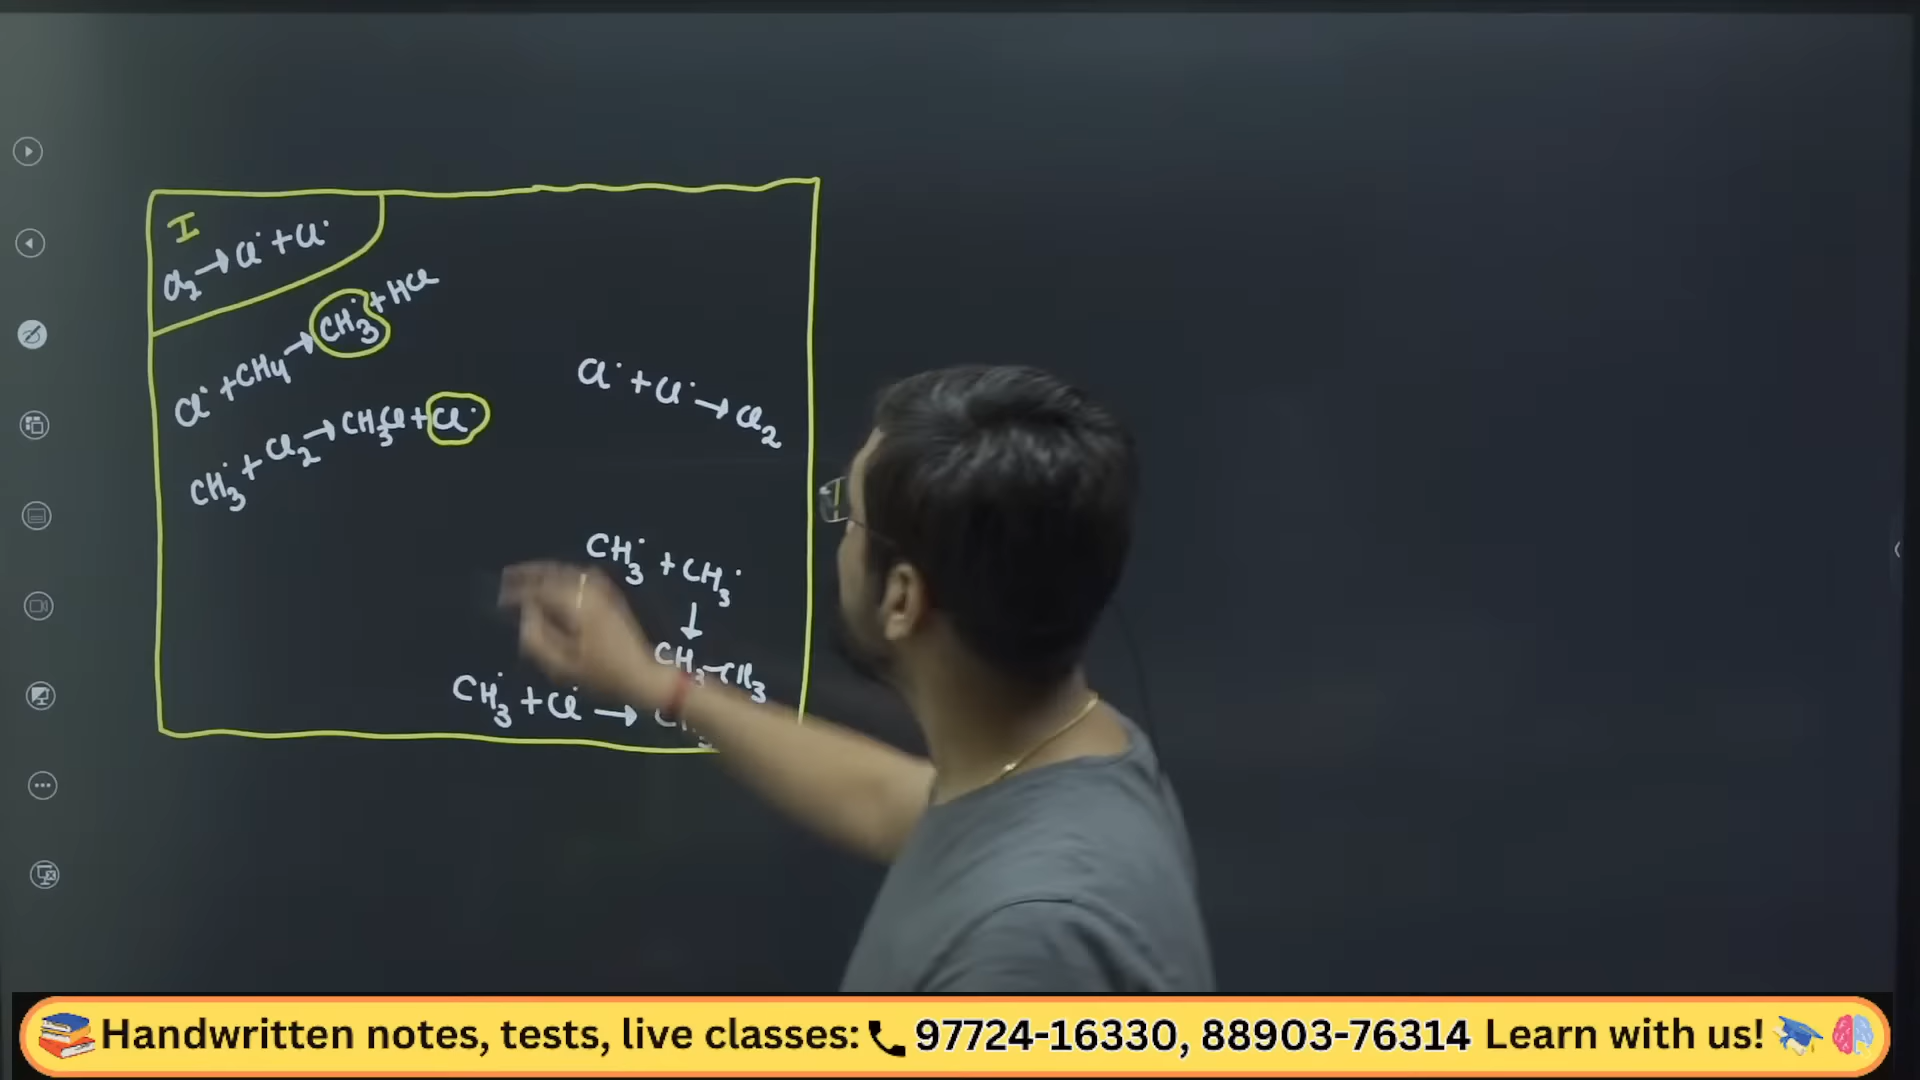 I
Cl₂ → Cl· + Cl·
Cl· + CH₄ → CH₃· + HCl
CH₃· + Cl₂ → CH₃Cl + Cl·
Cl· + Cl· → Cl₂
CH₃· + CH₃·
↓
CH₃-CH₃
CH₃· + Cl· →
Handwritten notes, tests, live classes: 97724-16330, 88903-76314 Learn with us!